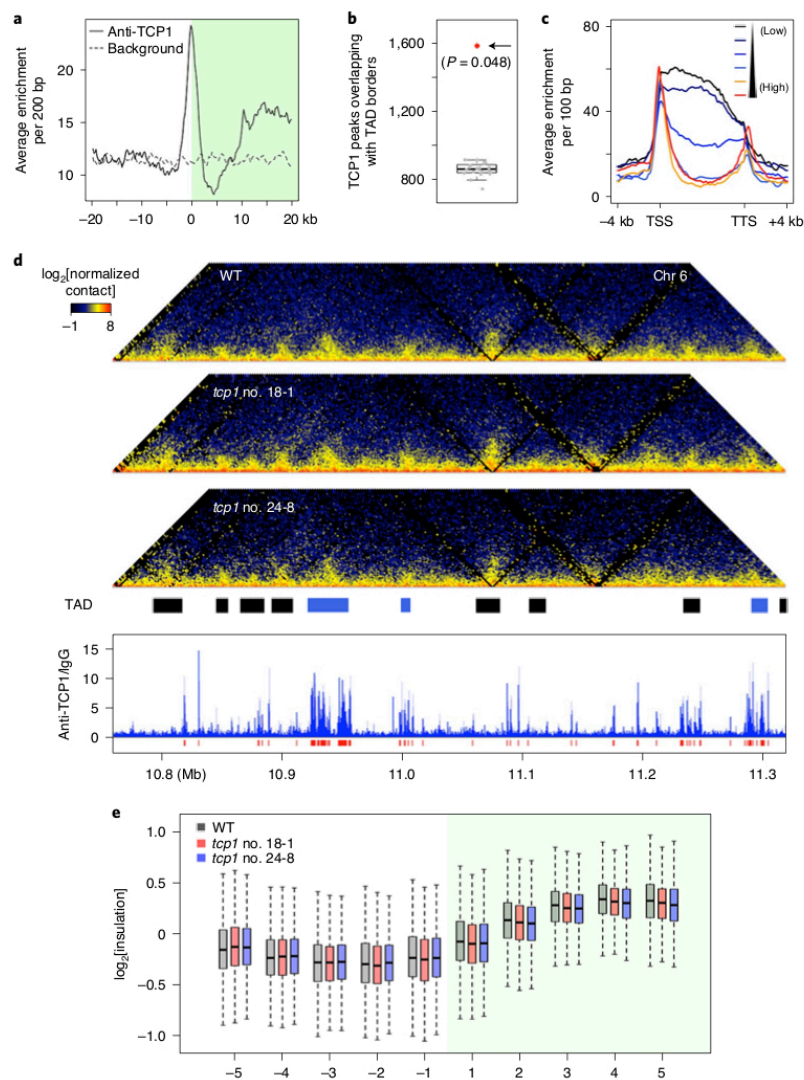 a
Anti-TCP1
Background
Average enrichment
per 200 bp
20
15
10
−20
−10
0
10
20 kb
b
TCP1 peaks overlapping
with TAD borders
1,600
1,200
800
(P = 0.048)
c
Average enrichment
per 100 bp
80
60
40
0
(Low)
(High)
−4 kb
TSS
TTS
+4 kb
d
log2[normalized
contact]
−1
8
WT
Chr 6
tcp1 no. 18-1
tcp1 no. 24-8
TAD
Anti-TCP1/IgG
15
10
5
0
10.8 (Mb)
10.9
11.0
11.1
11.2
11.3
e
WT
tcp1 no. 18-1
tcp1 no. 24-8
log2[insulation]
1.0
0.5
0
−0.5
−1.0
−5
−4
−3
−2
−1
1
2
3
4
5